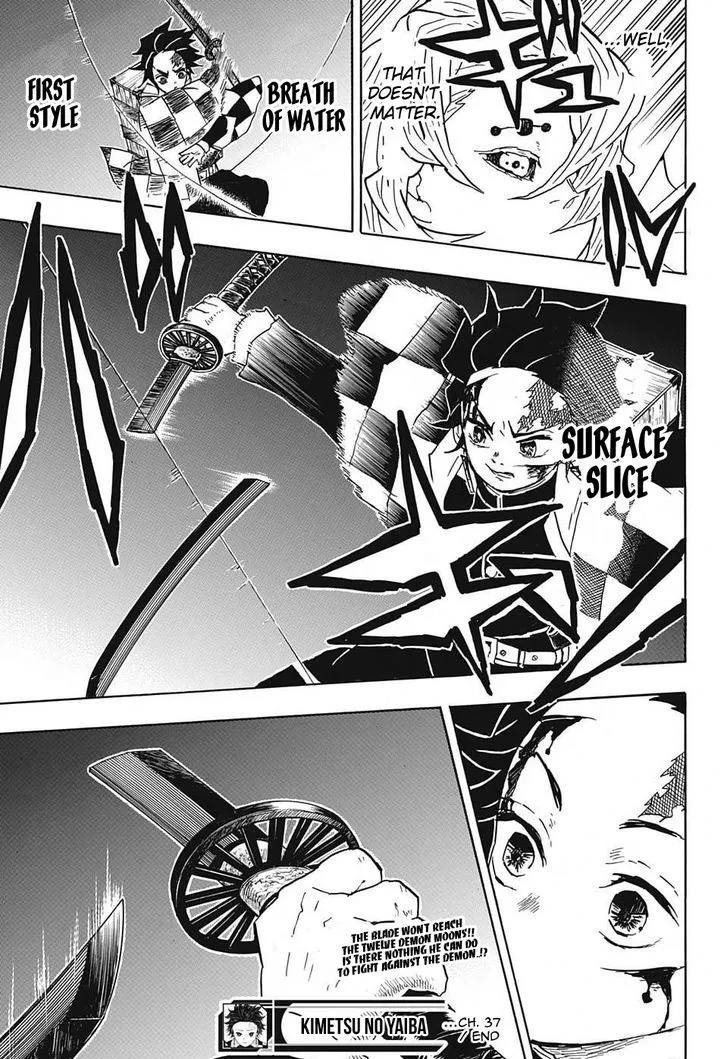 ...WELL,
THAT
DOESN'T
MATTER.
BREATH
OF WATER
FIRST
STYLE
SURFACE
SLICE
THE BLADE WON'T REACH
THE TWELVE DEMON MOONS!!
IS THERE NOTHING HE CAN DO
TO FIGHT AGAINST THE DEMON..!?
KIMETSU NO YAIBA
...CH. 37
END